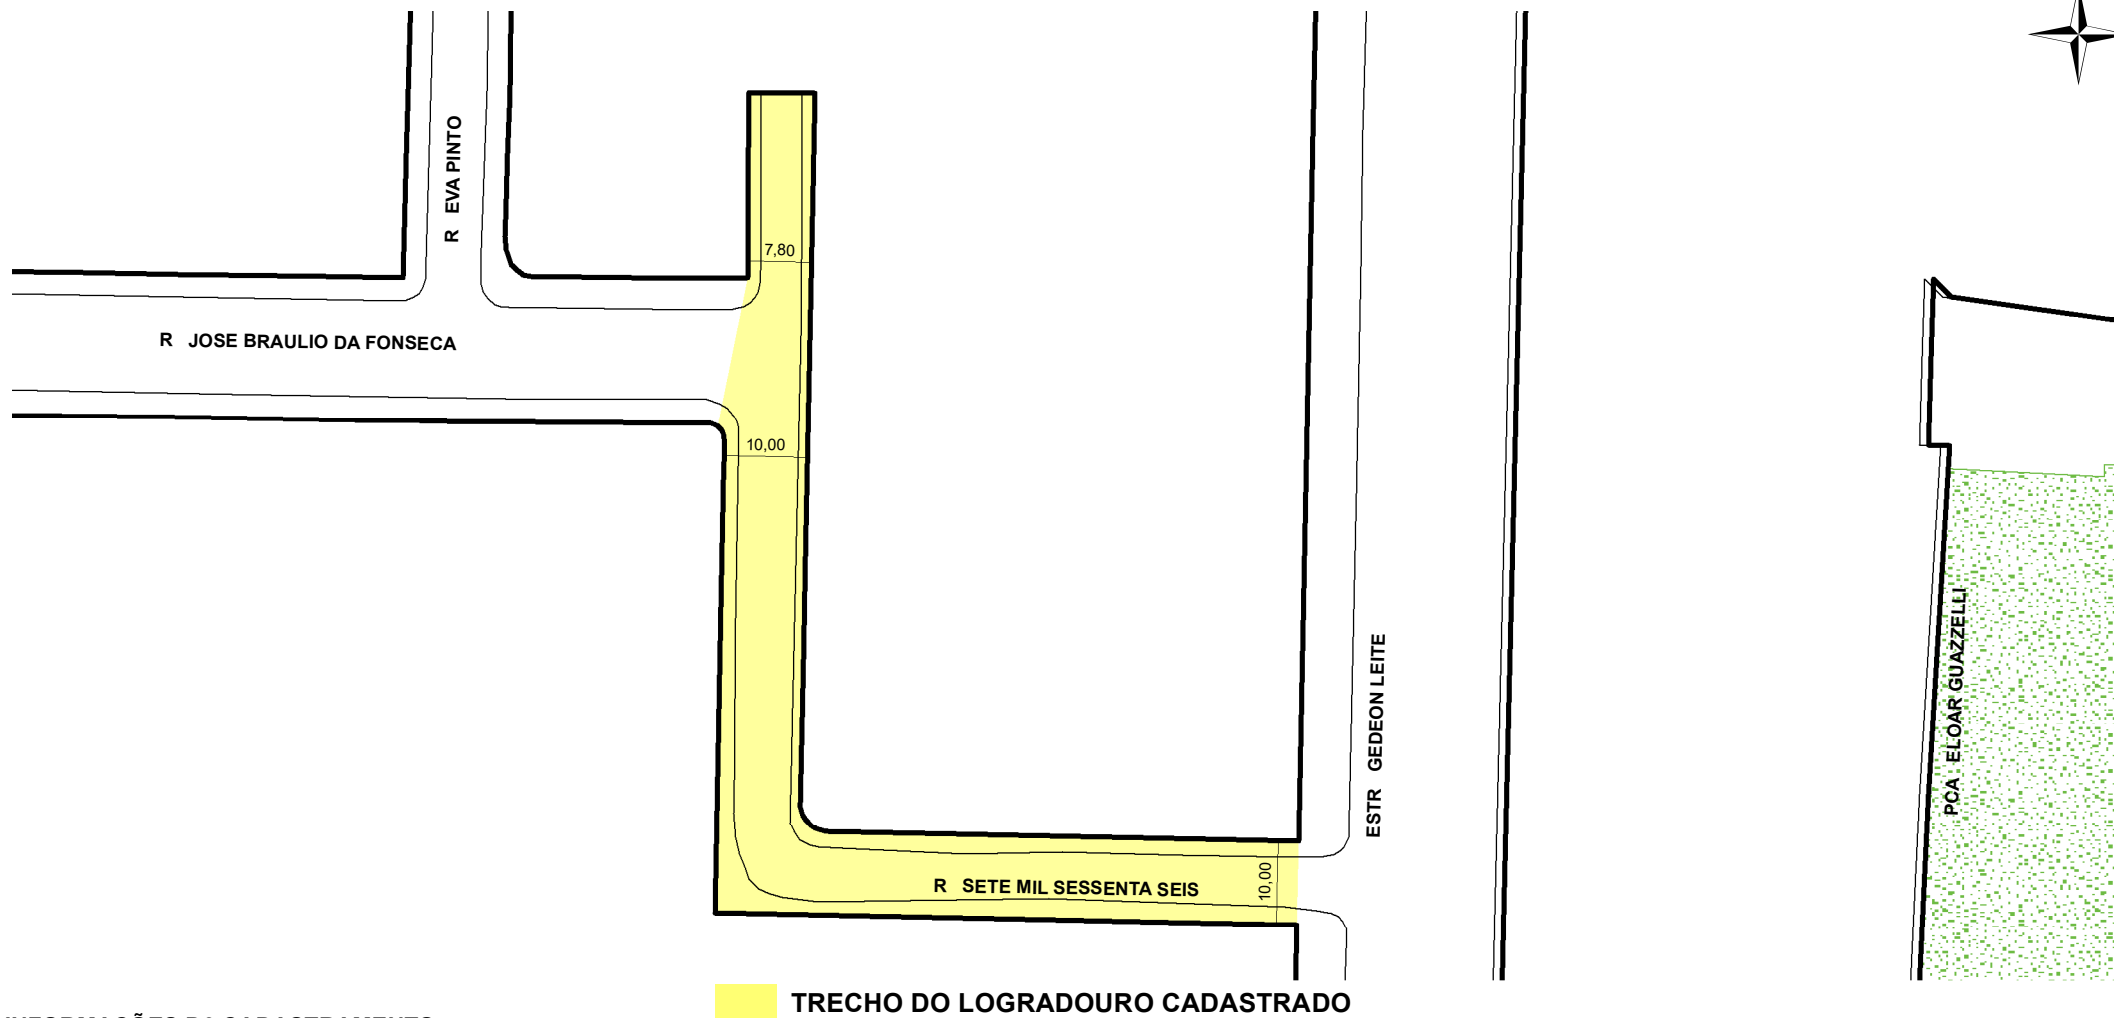 R EVA PINTO
7,80
R JOSE BRAULIO DA FONSECA
10,00
ESTR GEDEON LEITE
PCA ELOAR GUAZZELLI
R SETE MIL SESSENTA SEIS
10,00
TRECHO DO LOGRADOURO CADASTRADO